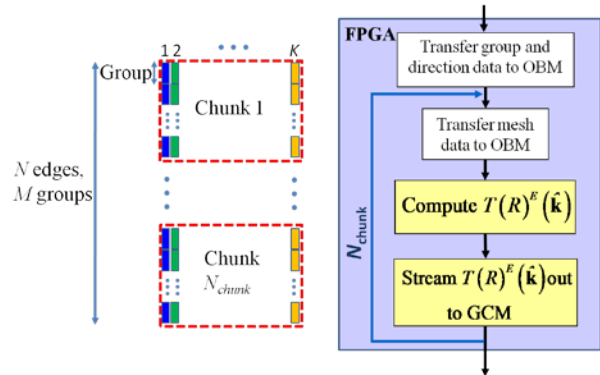 1 2 K
Group
Chunk 1
N edges,
M groups
Chunk
N_chunk
FPGA
Transfer group and
direction data to OBM
Transfer mesh
data to OBM
Compute T(R)^E(k̂)
Stream T(R)^E(k̂) out
to GCM
N_chunk